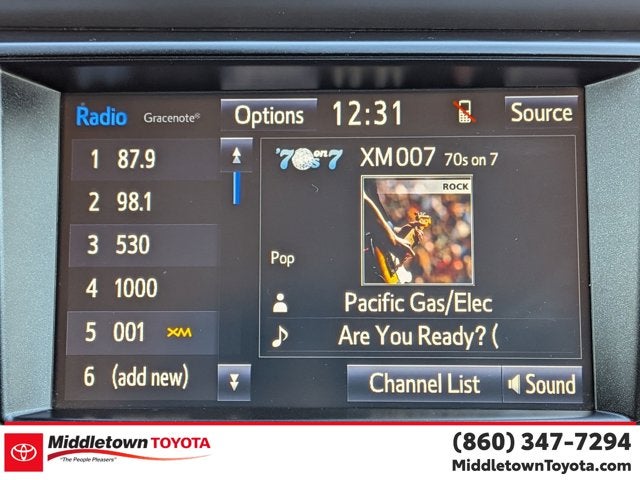 Radio Gracenote® Options 12:31 Source
1 87.9
2 98.1
3 530
4 1000
5 001 XM
6 (add new)
'70s on 7 XM007 70s on 7
ROCK
Pop
Pacific Gas/Elec
Are You Ready? (
Channel List Sound
Middletown TOYOTA
"The People Pleasers"
(860) 347-7294
MiddletownToyota.com